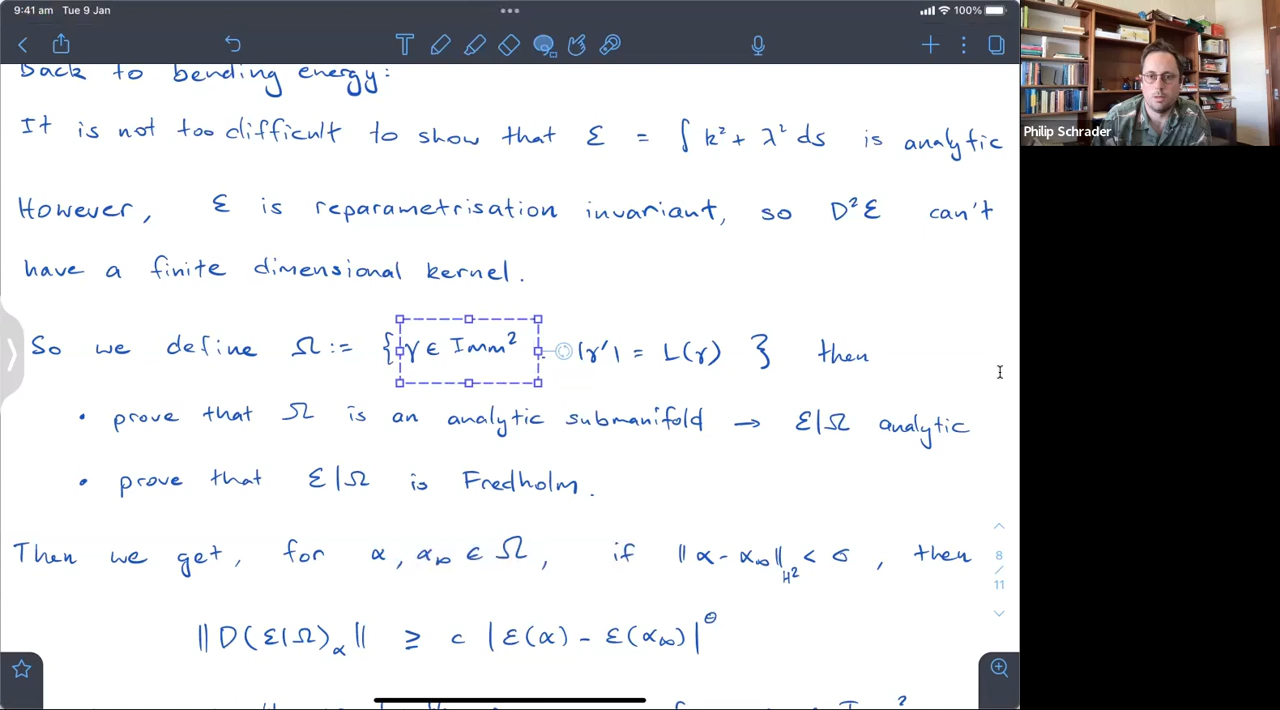 9:41 am Tue 9 Jan
100%
Back to bending energy:
It is not too difficult to show that ℰ = ∫ k² + λ² ds is analytic
However, ℰ is reparametrisation invariant, so D²ℰ can't
have a finite dimensional kernel.
So we define Ω := { γ ∈ Imm² |γ'| = L(γ) } then
• prove that Ω is an analytic submanifold → ℰ|Ω analytic
• prove that ℰ|Ω is Fredholm.
Then we get, for α, α∞ ∈ Ω, if ‖α - α∞‖_H² < σ, then
‖D(ℰ|Ω)_α‖ ≥ c |ℰ(α) - ℰ(α∞)|^θ
8
/
11
Philip Schrader